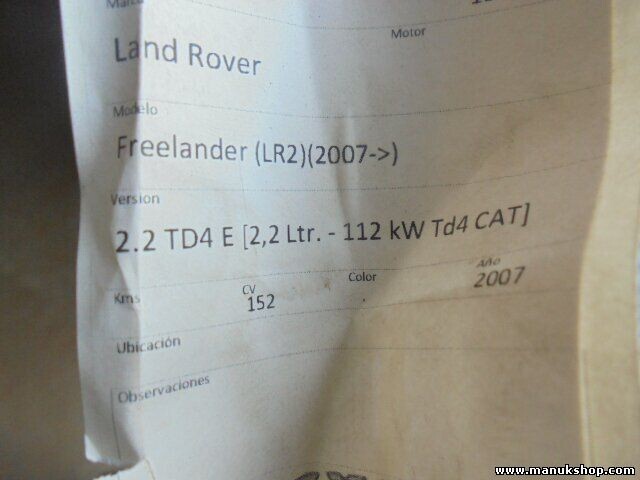 Marca
Motor
Land Rover
Modelo
Freelander (LR2)(2007->)
Version
2.2 TD4 E [2,2 Ltr. - 112 kW Td4 CAT]
Kms CV Color Año
152 2007
Ubicación
Observaciones
www.manukshop.com